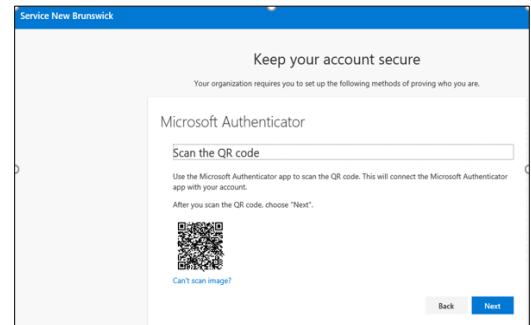 Service New Brunswick
Keep your account secure
Your organization requires you to set up the following methods of proving who you are.
Microsoft Authenticator
Scan the QR code
Use the Microsoft Authenticator app to scan the QR code. This will connect the Microsoft Authenticator
app with your account.
After you scan the QR code, choose "Next".
Can't scan image?
Back
Next